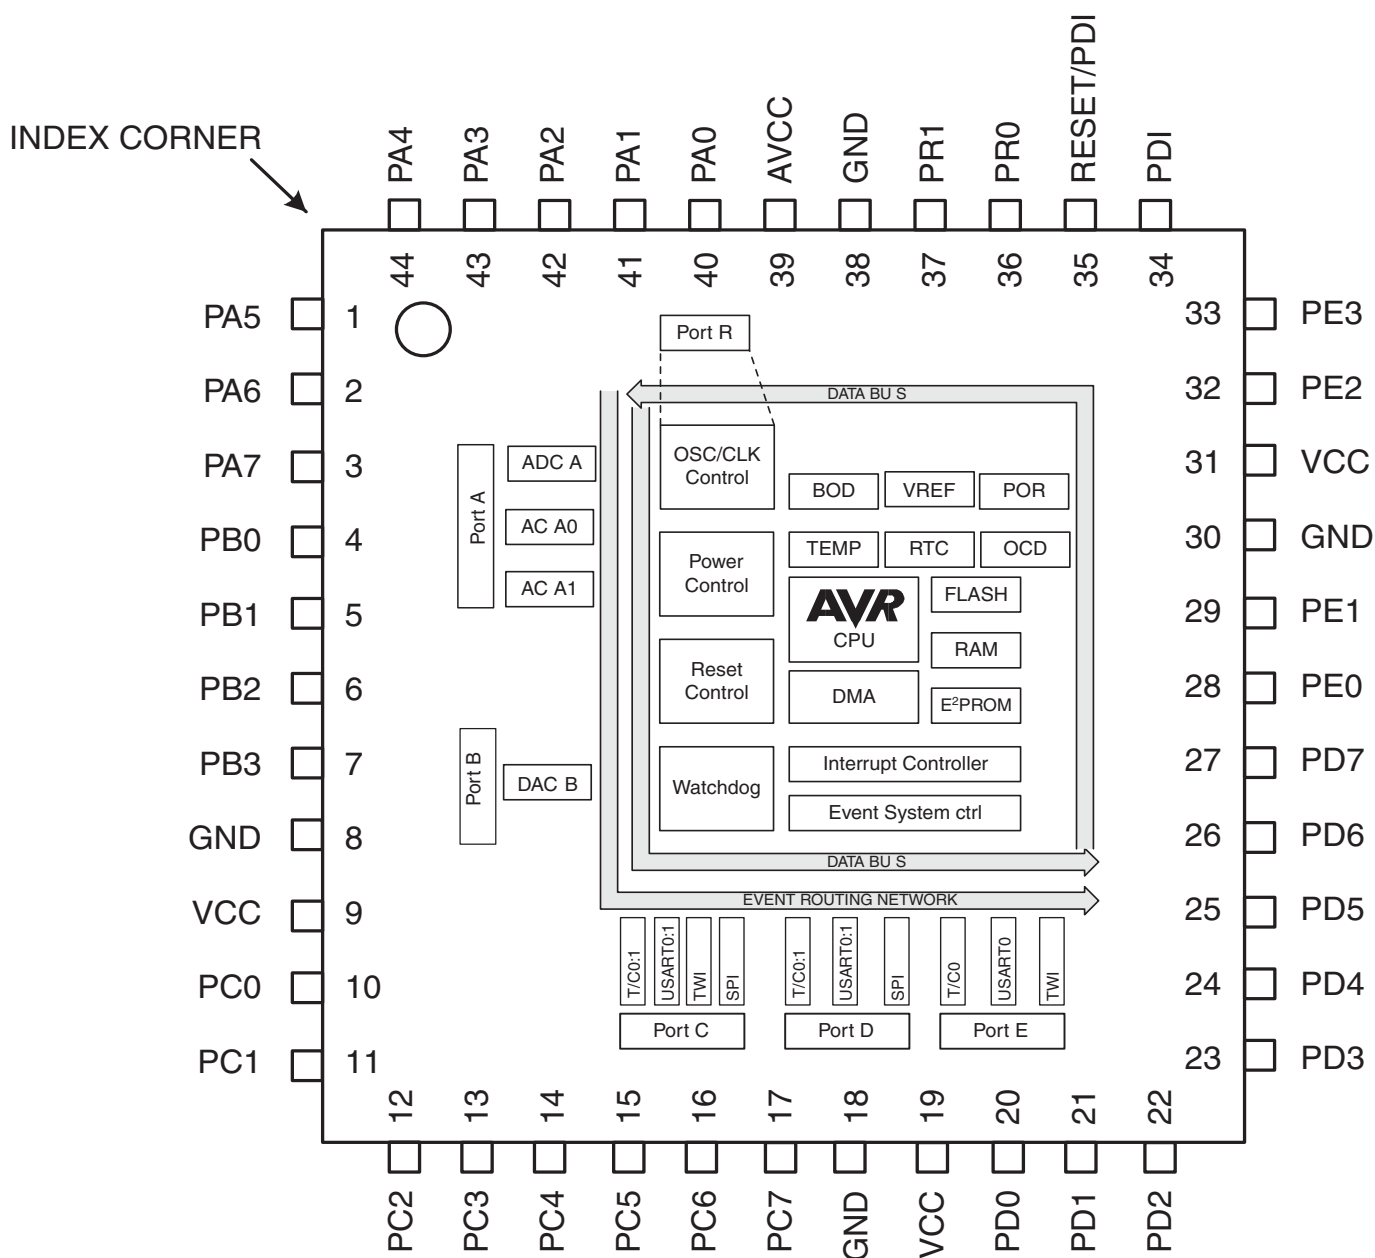 INDEX CORNER
PA4
PA3
PA2
PA1
PA0
AVCC
GND
PR1
PR0
RESET/PDI
PDI
44
43
42
41
40
39
38
37
36
35
34
PA5
1
PA6
2
PA7
3
PB0
4
PB1
5
PB2
6
PB3
7
GND
8
VCC
9
PC0
10
PC1
11
33
PE3
32
PE2
31
VCC
30
GND
29
PE1
28
PE0
27
PD7
26
PD6
25
PD5
24
PD4
23
PD3
Port R
DATA BU S
OSC/CLK
Control
BOD
VREF
POR
Power
Control
TEMP
RTC
OCD
AVR
CPU
FLASH
RAM
Reset
Control
DMA
E²PROM
Watchdog
Interrupt Controller
Event System ctrl
DATA BU S
EVENT ROUTING NETWORK
Port A
ADC A
AC A0
AC A1
Port B
DAC B
T/C0:1
USART0:1
TWI
SPI
T/C0:1
USART0:1
SPI
T/C0
USART0
TWI
Port C
Port D
Port E
12
13
14
15
16
17
18
19
20
21
22
PC2
PC3
PC4
PC5
PC6
PC7
GND
VCC
PD0
PD1
PD2